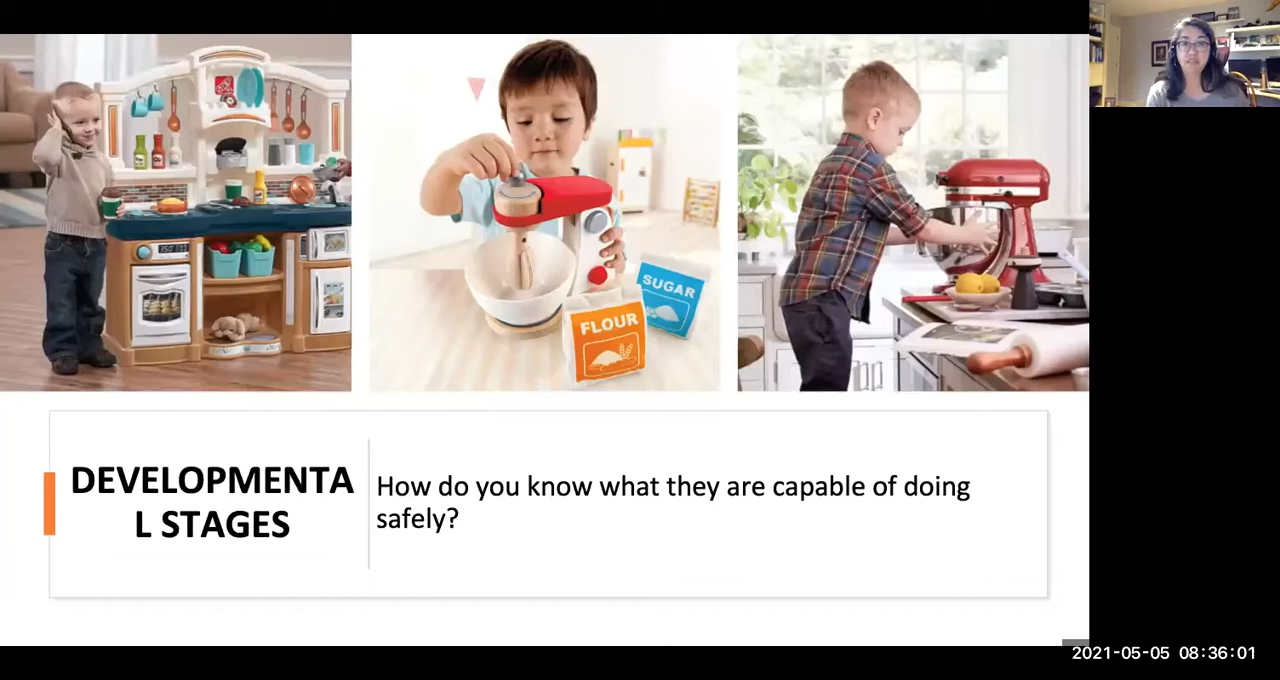 SUGAR
FLOUR
DEVELOPMENTA
L STAGES
How do you know what they are capable of doing
safely?
2021-05-05 08:36:01